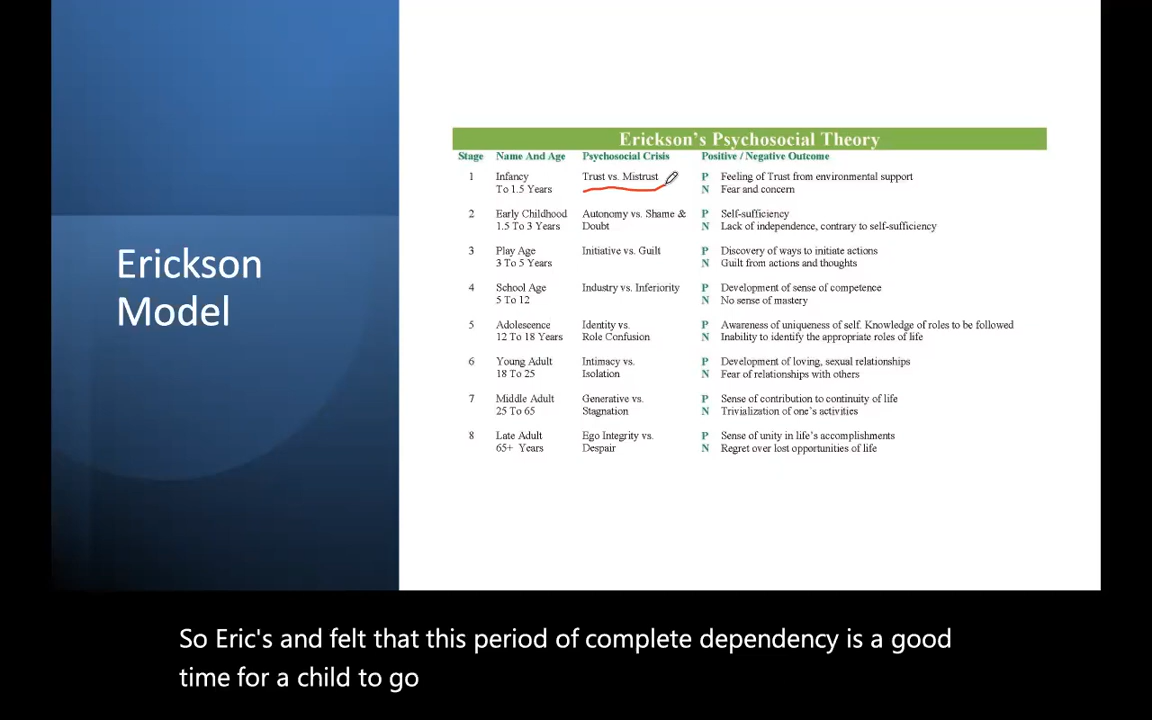 Erickson
Model
Erickson's Psychosocial Theory
Stage Name And Age Psychosocial Crisis Positive / Negative Outcome
1 Infancy Trust vs. Mistrust P Feeling of Trust from environmental support
To 1.5 Years N Fear and concern
2 Early Childhood Autonomy vs. Shame & P Self-sufficiency
1.5 To 3 Years Doubt N Lack of independence, contrary to self-sufficiency
3 Play Age Initiative vs. Guilt P Discovery of ways to initiate actions
3 To 5 Years N Guilt from actions and thoughts
4 School Age Industry vs. Inferiority P Development of sense of competence
5 To 12 N No sense of mastery
5 Adolescence Identity vs. P Awareness of uniqueness of self. Knowledge of roles to be followed
12 To 18 Years Role Confusion N Inability to identify the appropriate roles of life
6 Young Adult Intimacy vs. P Development of loving, sexual relationships
18 To 25 Isolation N Fear of relationships with others
7 Middle Adult Generative vs. P Sense of contribution to continuity of life
25 To 65 Stagnation N Trivialization of one's activities
8 Late Adult Ego Integrity vs. P Sense of unity in life's accomplishments
65+ Years Despair N Regret over lost opportunities of life
So Eric's and felt that this period of complete dependency is a good
time for a child to go